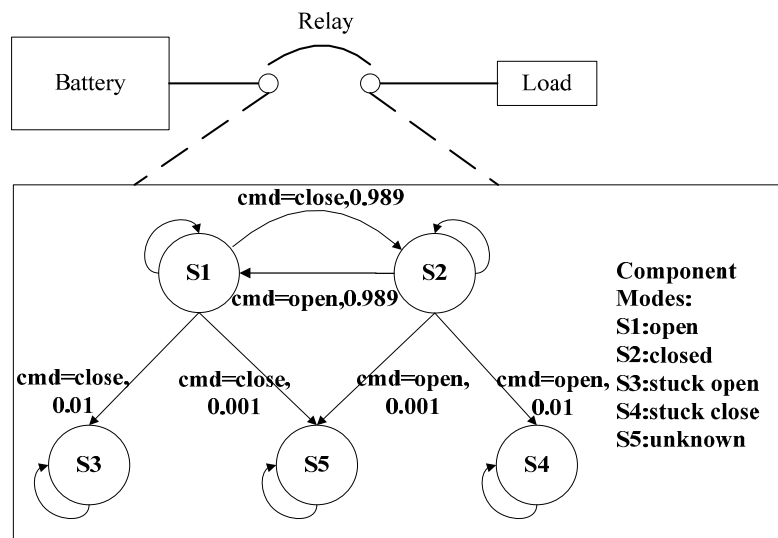 Relay
Battery
Load
cmd=close,0.989
S1
S2
cmd=open,0.989
Component
Modes:
S1:open
S2:closed
S3:stuck open
S4:stuck close
S5:unknown
cmd=close,
0.01
cmd=close,
0.001
cmd=open,
0.001
cmd=open,
0.01
S3
S5
S4